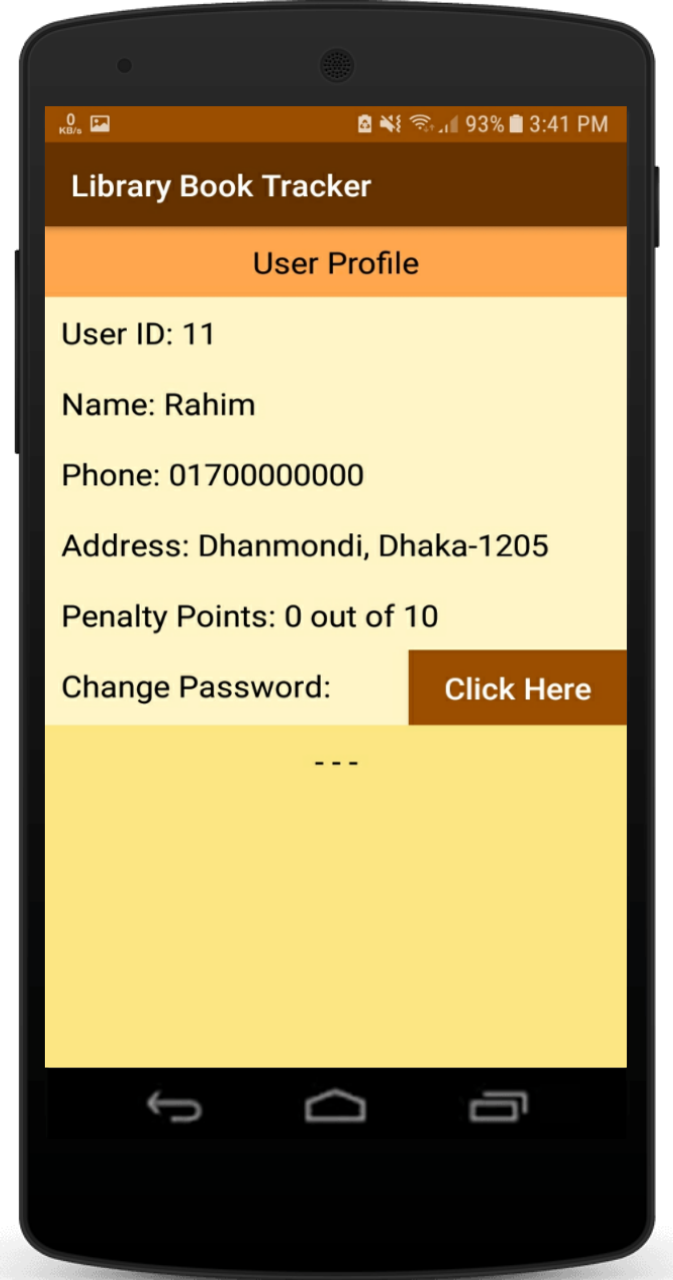 0
KB/s
93% 3:41 PM
Library Book Tracker
User Profile
User ID: 11
Name: Rahim
Phone: 01700000000
Address: Dhanmondi, Dhaka-1205
Penalty Points: 0 out of 10
Change Password: Click Here
---